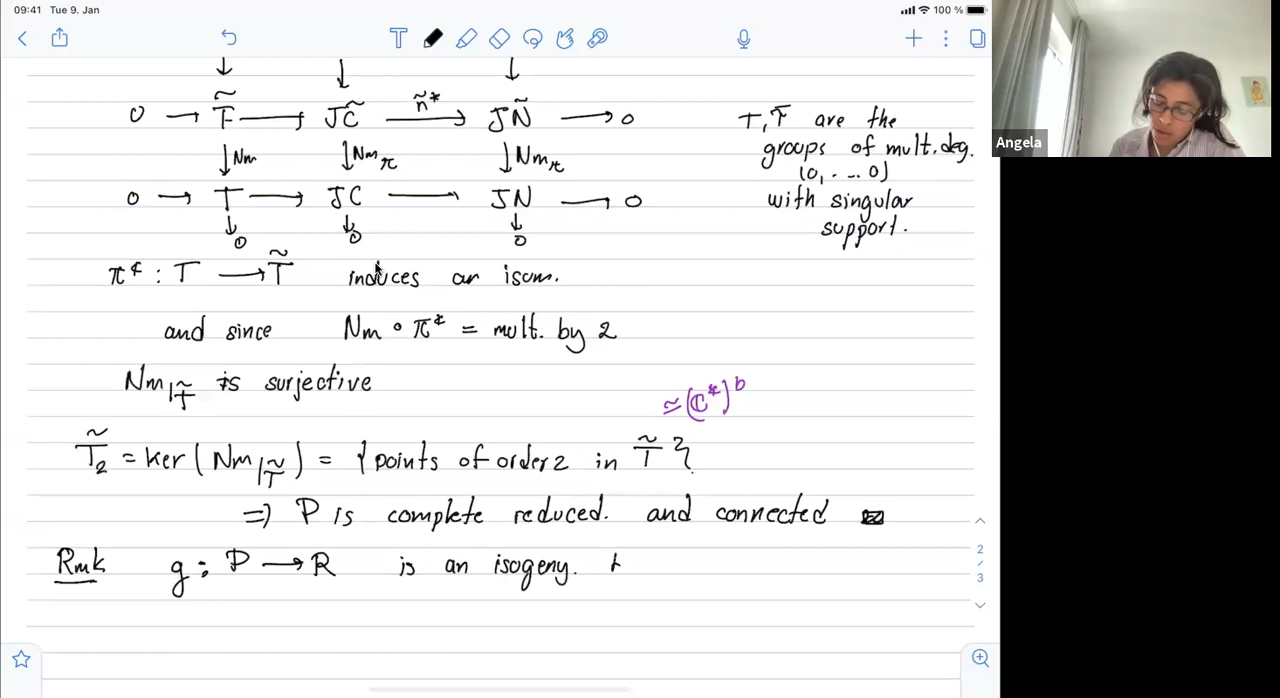 09:41 Tue 9. Jan 100 %
↓ ↓ ↓
0 → T̃ → JC̃ —ñ*→ JÑ → 0
↓Nm ↓Nm_π ↓Nm_π
0 → T → JC → JN → 0
↓ ↓ ↓
0 0 0
T, T̃ are the
groups of mult. deg.
(0, ... 0)
with singular
support.
Angela
π* : T → T̃ induces an isom.
and since Nm ∘ π* = mult. by 2
Nm|T̃ is surjective
≃ (ℂ*)^b
T̃₂ = ker (Nm|T̃) = { points of order 2 in T̃ }
⇒ P is complete reduced. and connected
Rmk g : P → R is an isogeny.
2
/
3